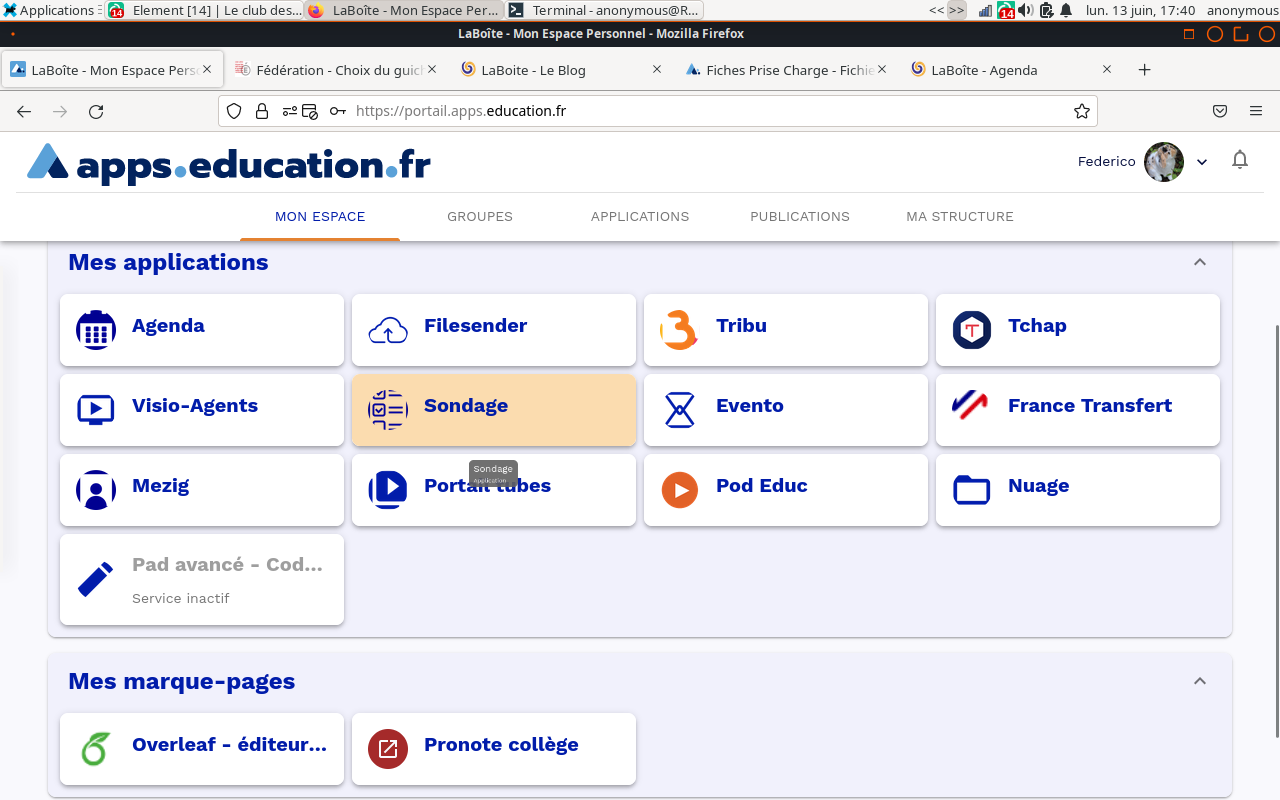 Applications
14
Element [14] | Le club des...
LaBoîte - Mon Espace Per...
Terminal - anonymous@R...
<< >>
14
lun. 13 juin, 17:40
anonymous
LaBoîte - Mon Espace Personnel - Mozilla Firefox
LaBoîte - Mon Espace Perso
Fédération - Choix du guich
LaBoite - Le Blog
Fiches Prise Charge - Fichie
LaBoîte - Agenda
https://portail.apps.education.fr
apps.education.fr
Federico
MON ESPACE
GROUPES
APPLICATIONS
PUBLICATIONS
MA STRUCTURE
Mes applications
Agenda
Filesender
Tribu
Tchap
Visio-Agents
Sondage
Evento
France Transfert
Mezig
Sondage
Application
Portail tubes
Pod Educ
Nuage
Pad avancé - Cod...
Service inactif
Mes marque-pages
Overleaf - éditeur...
Pronote collège